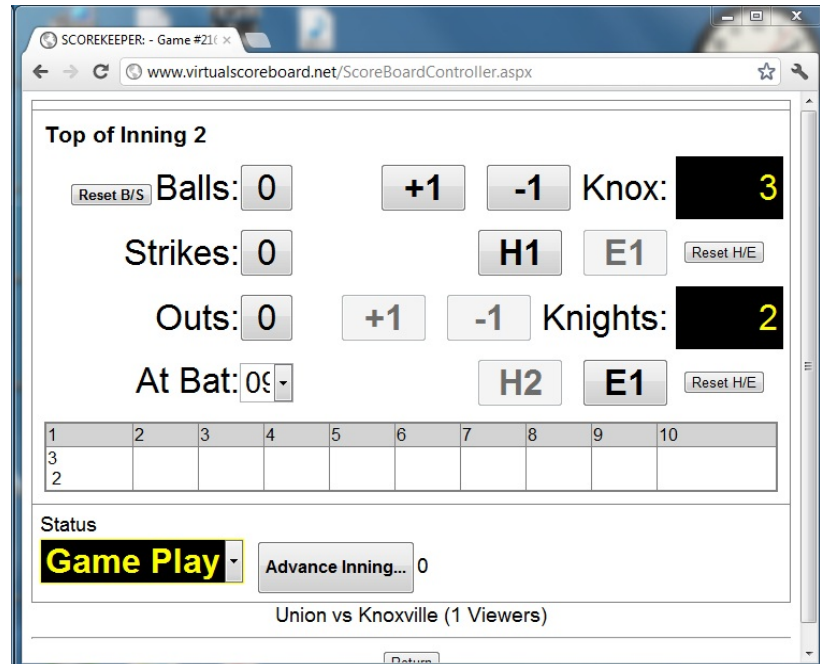 SCOREKEEPER: - Game #216
www.virtualscoreboard.net/ScoreBoardController.aspx
Top of Inning 2
Reset B/S Balls: 0 +1 -1 Knox: 3
Strikes: 0 H1 E1 Reset H/E
Outs: 0 +1 -1 Knights: 2
At Bat: 09 H2 E1 Reset H/E
1 2 3 4 5 6 7 8 9 10
3
2
Status
Game Play Advance Inning... 0
Union vs Knoxville (1 Viewers)
Return